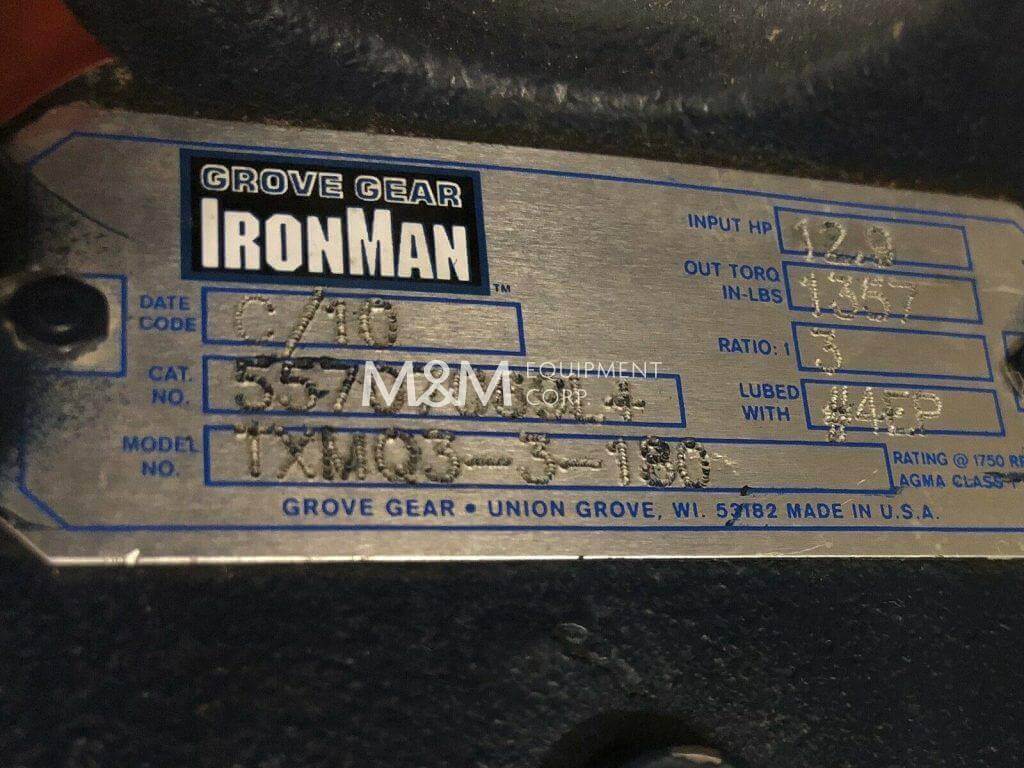 GROVE GEAR
IRONMAN
TM
INPUT HP 12.9
OUT TORQ
IN-LBS 1357
RATIO: 1 3
LUBED
WITH #4EP
DATE
CODE C/10
CAT.
NO.
M&M EQUIPMENT
CORP.
MODEL
NO. TXMQ3-3-180
RATING @ 1750
AGMA CLASS
GROVE GEAR • UNION GROVE, WI. 53182 MADE IN U.S.A.